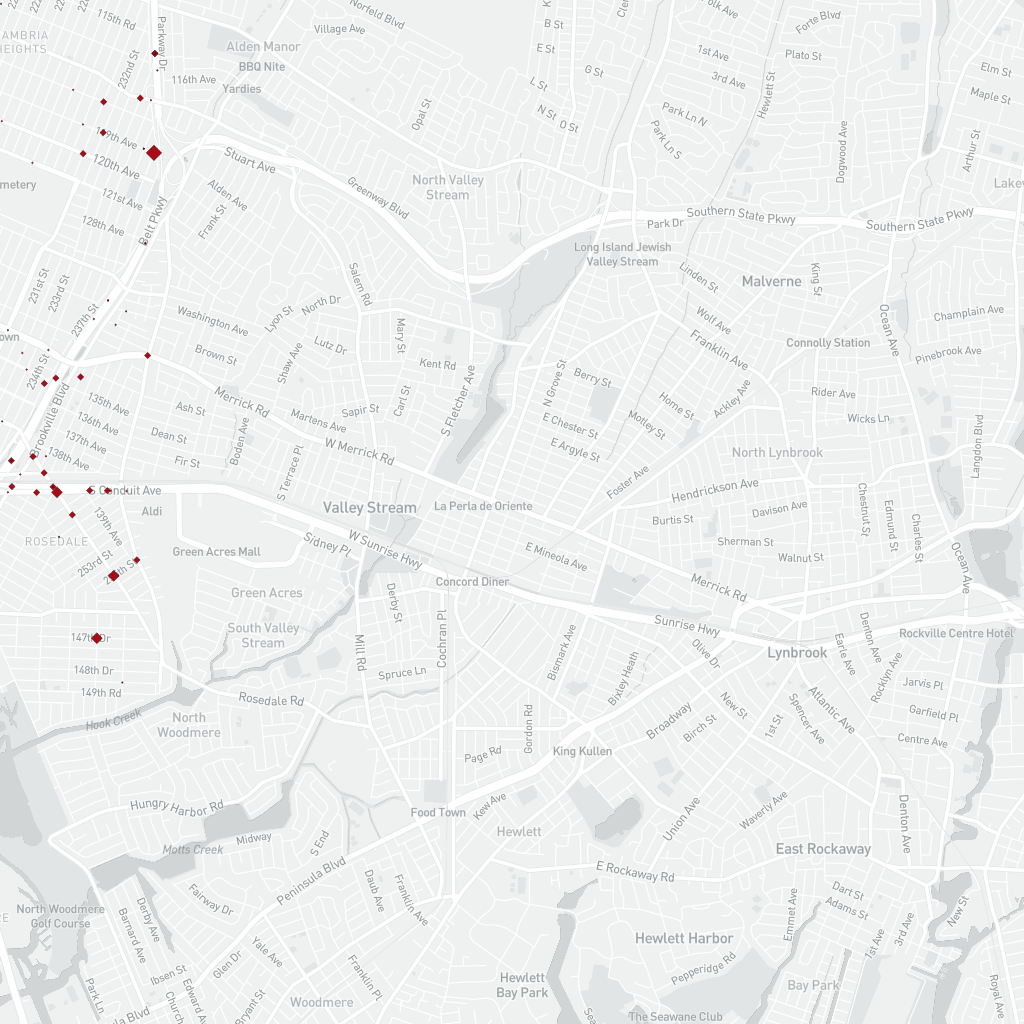 115th Rd
Parkway Dr
Norfeld Blvd
Village Ave
K
B St
E St
G St
L St
N St
O St
Folk Ave
Forte Blvd
1st Ave
Plato St
3rd Ave
Hewlett St
Elm St
Maple St
AMBRIA
HEIGHTS
232nd St
116th Ave
Alden Manor
BBQ Nite
Yardies
Opal St
Park Ln N
Park Ln S
Dogwood Ave
Arthur St
119th Ave
120th Ave
121st Ave
128th Ave
Stuart Ave
Alden Ave
Frank St
Greenway Blvd
North Valley
Stream
metery
Belt Pkwy
Park Dr
Southern State Pkwy
Southern State Pkwy
Long Island Jewish
Valley Stream
Malverne
King St
Linden St
Wolf Ave
Franklin Ave
Ocean Ave
Champlain Ave
Connolly Station
Pinebrook Ave
231st St
233rd St
237th St
234th St
Salem Rd
North Dr
Lyon St
Washington Ave
Brown St
Shaw Ave
Lutz Dr
Mary St
Kent Rd
Carl St
Sapir St
Martens Ave
S Fletcher Ave
N Grove St
Berry St
Home St
Motley St
E Chester St
E Argyle St
Ackley Ave
Rider Ave
Wicks Ln
North Lynbrook
Langdon Blvd
own
Brookville Blvd
135th Ave
136th Ave
137th Ave
138th Ave
Merrick Rd
W Merrick Rd
Ash St
Dean St
Fir St
Boden Ave
S Terrace Pl
S Conduit Ave
Aldi
139th Ave
ROSEDALE
253rd St
Valley Stream
La Perla de Oriente
Foster Ave
Hendrickson Ave
Davison Ave
Burtis St
Sherman St
Walnut St
Chestnut St
Edmund St
Charles St
Ocean Ave
Green Acres Mall
Sidney Pl
W Sunrise Hwy
E Mineola Ave
Concord Diner
Merrick Rd
Green Acres
South Valley
Stream
Derby St
Mill Rd
Cochran Pl
Spruce Ln
Bismark Ave
Bixley Heath
Sunrise Hwy
Olive Dr
Lynbrook
Earle Ave
Denton Ave
Rockville Centre Hotel
Rocklyn Ave
Jarvis Pl
Garfield Pl
Centre Ave
147th Dr
148th Dr
149th Rd
Hook Creek
Rosedale Rd
North
Woodmere
Gordon Rd
Page Rd
King Kullen
Broadway
Birch St
New St
1st St
Spencer Ave
Atlantic Ave
Hungry Harbor Rd
Midway
Motts Creek
S End
Food Town
Kew Ave
Hewlett
Union Ave
Waverly Ave
Denton Ave
East Rockaway
E Rockaway Rd
Peninsula Blvd
Daub Ave
Franklin Ave
Fairway Dr
Derby Ave
Barnard Ave
North Woodmere
Golf Course
Yale Ave
Glen Dr
Ibsen St
Edward Ave
Bryant St
Franklin Pl
Woodmere
Park Ln
Hewlett
Bay Park
Hewlett Harbor
Pepperidge Rd
The Seawane Club
Emmet Ave
Dart St
Adams St
1st Ave
3rd Ave
New St
Bay Park
Royal Ave